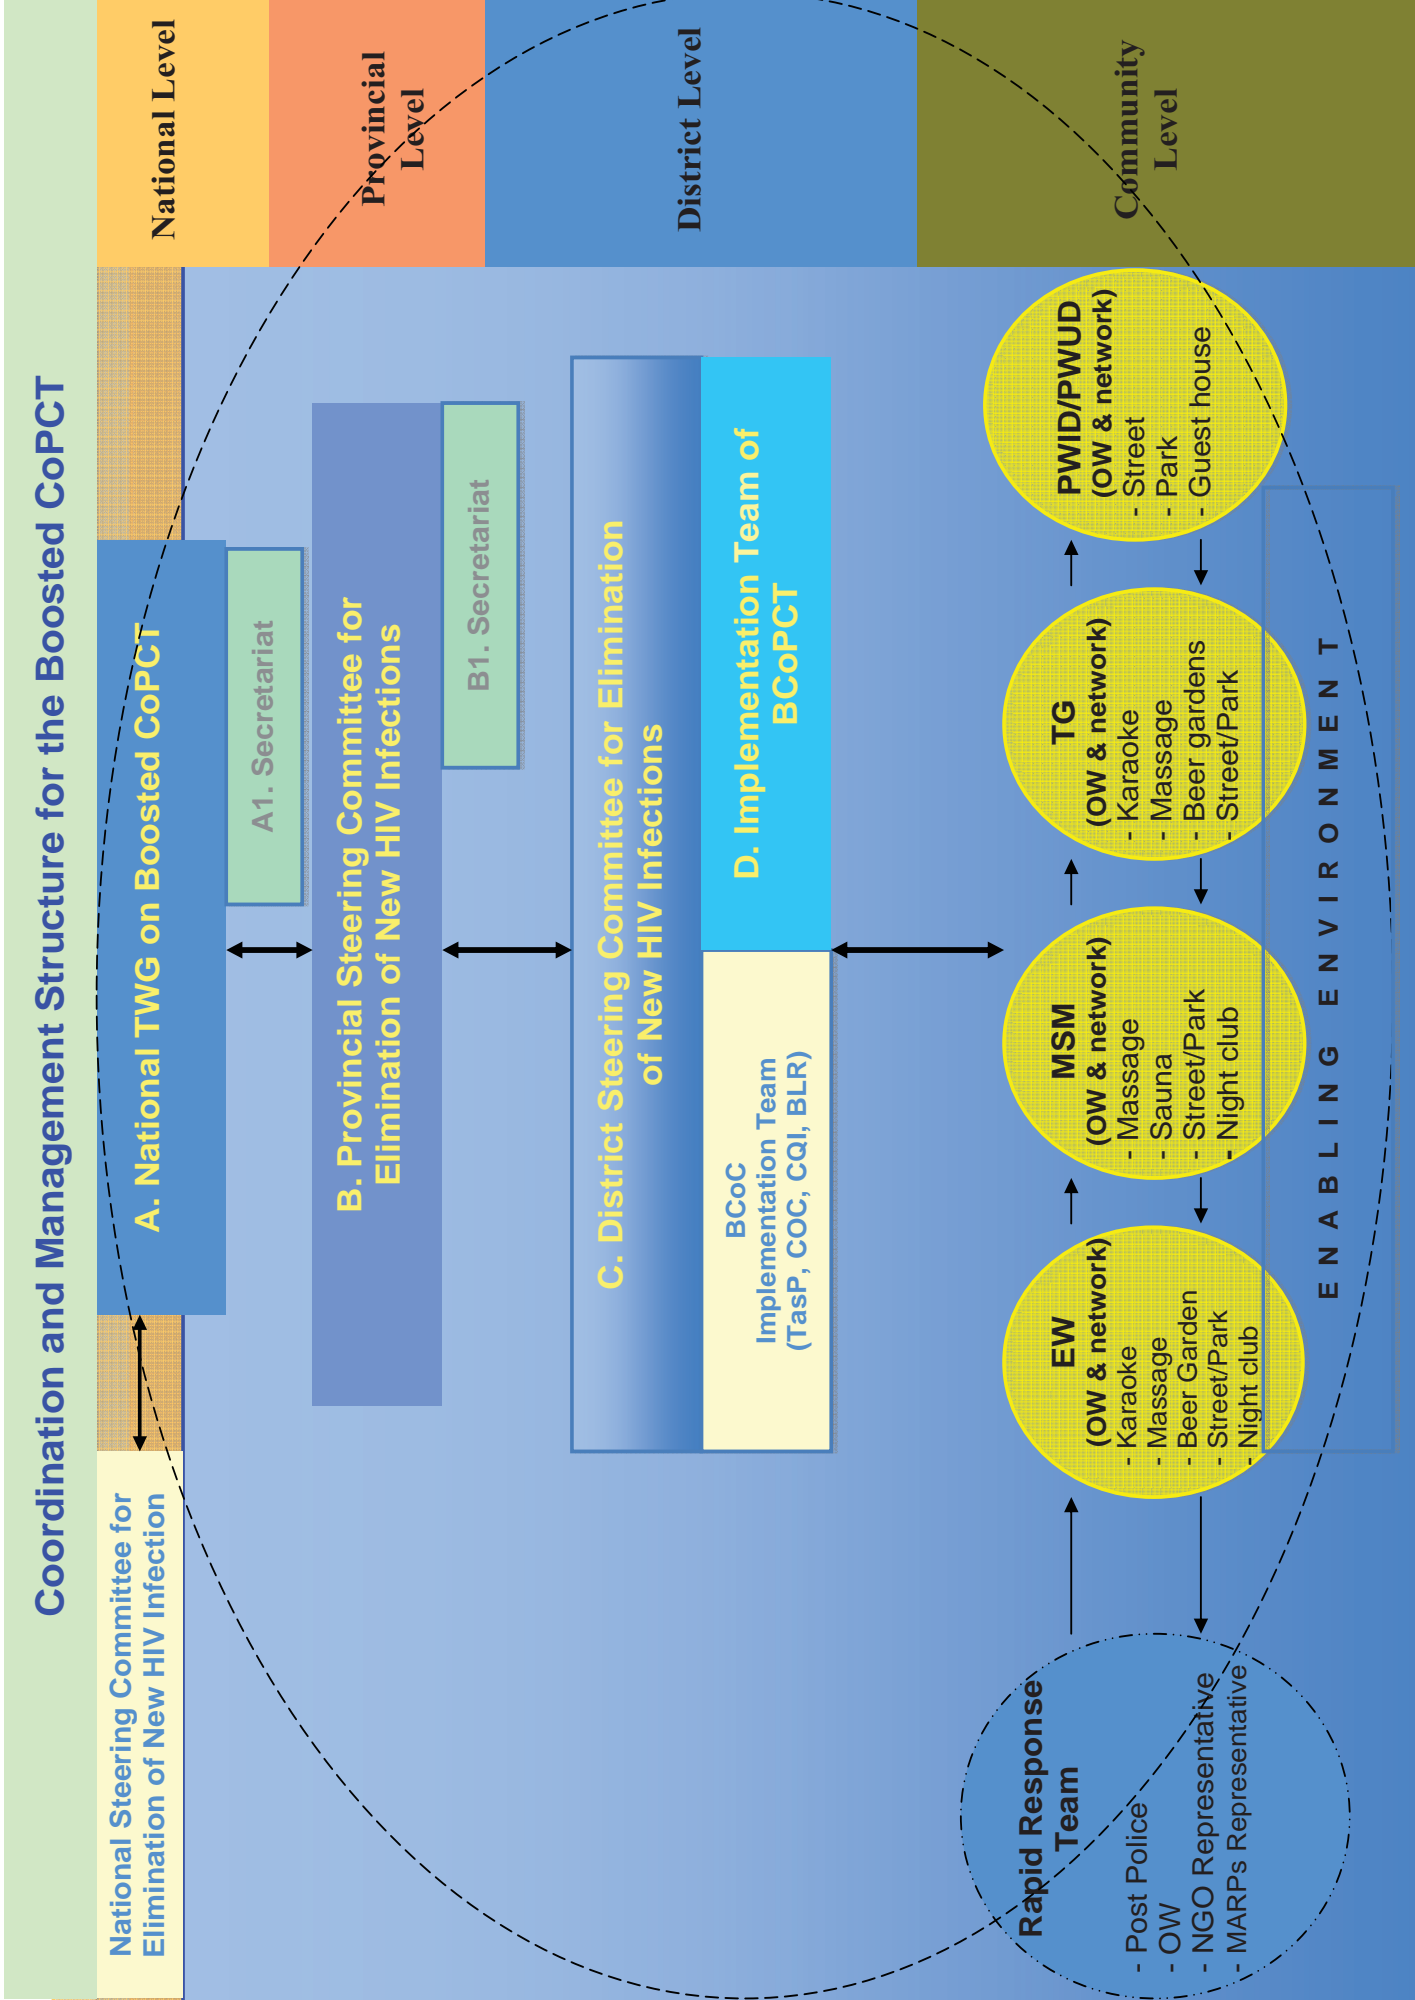 Coordination and Management Structure for the Boosted CoPCT
National Steering Committee for
Elimination of New HIV Infection
A. National TWG on Boosted CoPCT
National Level
A1. Secretariat
B. Provincial Steering Committee for
Elimination of New HIV Infections
Provincial
Level
B1. Secretariat
C. District Steering Committee for Elimination
of New HIV Infections
District Level
BCoC
Implementation Team
(TasP, COC, CQI, BLR)
D. Implementation Team of
BCoPCT
Rapid Response
Team
- Post Police
- OW
- NGO Representative
- MARPs Representative
EW
(OW & network)
- Karaoke
- Massage
- Beer Garden
- Street/Park
- Night club
MSM
(OW & network)
- Massage
- Sauna
- Street/Park
- Night club
TG
(OW & network)
- Karaoke
- Massage
- Beer gardens
- Street/Park
PWID/PWUD
(OW & network)
- Street
- Park
- Guest house
Community
Level
ENABLING ENVIRONMENT